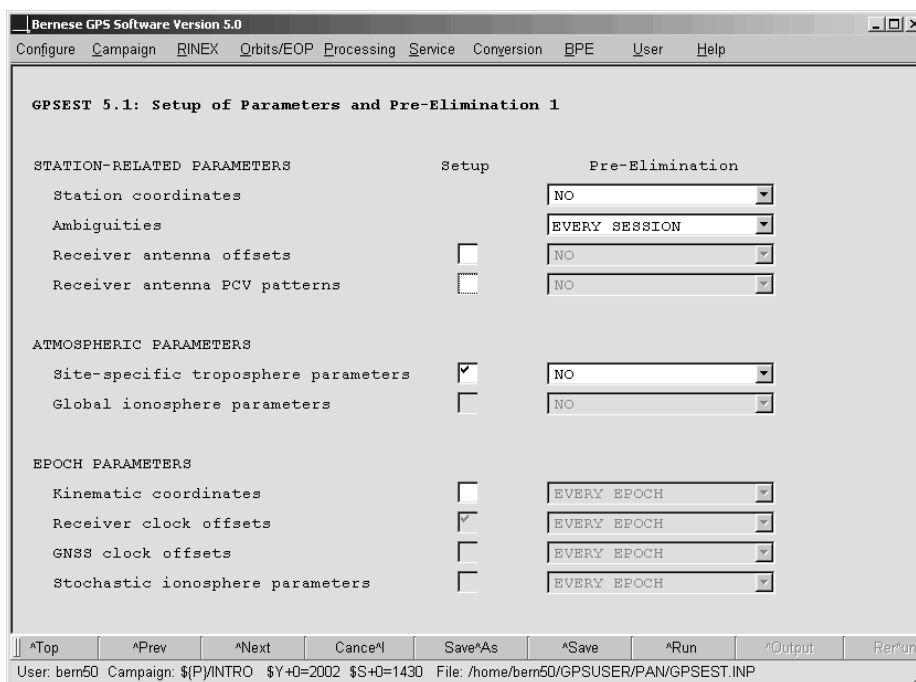 Bernese GPS Software Version 5.0
Configure Campaign RINEX Orbits/EOP Processing Service Conversion BPE User Help
GPSEST 5.1: Setup of Parameters and Pre-Elimination 1
STATION-RELATED PARAMETERS Setup Pre-Elimination
Station coordinates NO
Ambiguities EVERY SESSION
Receiver antenna offsets NO
Receiver antenna PCV patterns NO
ATMOSPHERIC PARAMETERS
Site-specific troposphere parameters NO
Global ionosphere parameters NO
EPOCH PARAMETERS
Kinematic coordinates EVERY EPOCH
Receiver clock offsets EVERY EPOCH
GNSS clock offsets EVERY EPOCH
Stochastic ionosphere parameters EVERY EPOCH
^Top ^Prev ^Next Cance^l Save^As ^Save ^Run ^Output Rer^un
User: bern50 Campaign: ${P}/INTRO $Y+0=2002 $S+0=1430 File: /home/bern50/GPSUSER/PAN/GPSEST.INP